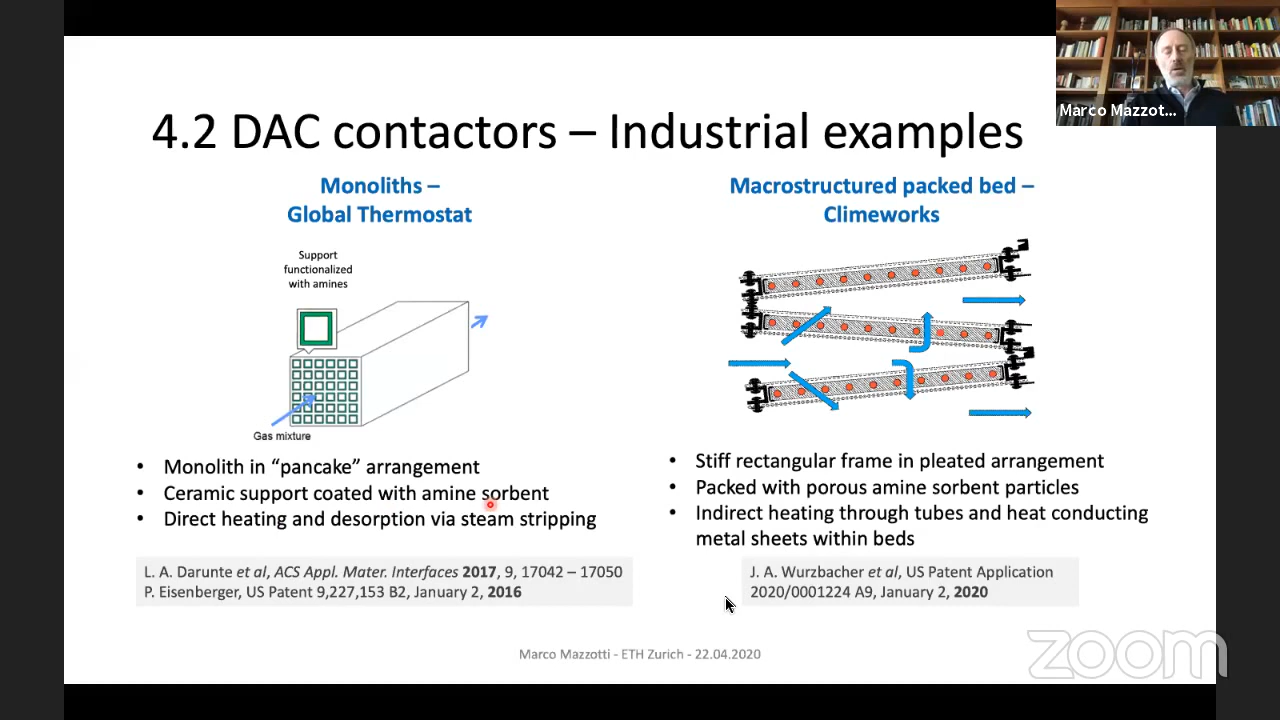 Marco Mazzot...
4.2 DAC contactors – Industrial examples
Monoliths –
Global Thermostat
Support
functionalized
with amines
Gas mixture
• Monolith in “pancake” arrangement
• Ceramic support coated with amine sorbent
• Direct heating and desorption via steam stripping
L. A. Darunte et al, ACS Appl. Mater. Interfaces 2017, 9, 17042 – 17050
P. Eisenberger, US Patent 9,227,153 B2, January 2, 2016
Macrostructured packed bed –
Climeworks
• Stiff rectangular frame in pleated arrangement
• Packed with porous amine sorbent particles
• Indirect heating through tubes and heat conducting
metal sheets within beds
J. A. Wurzbacher et al, US Patent Application
2020/0001224 A9, January 2, 2020
Marco Mazzotti - ETH Zurich - 22.04.2020
zoom